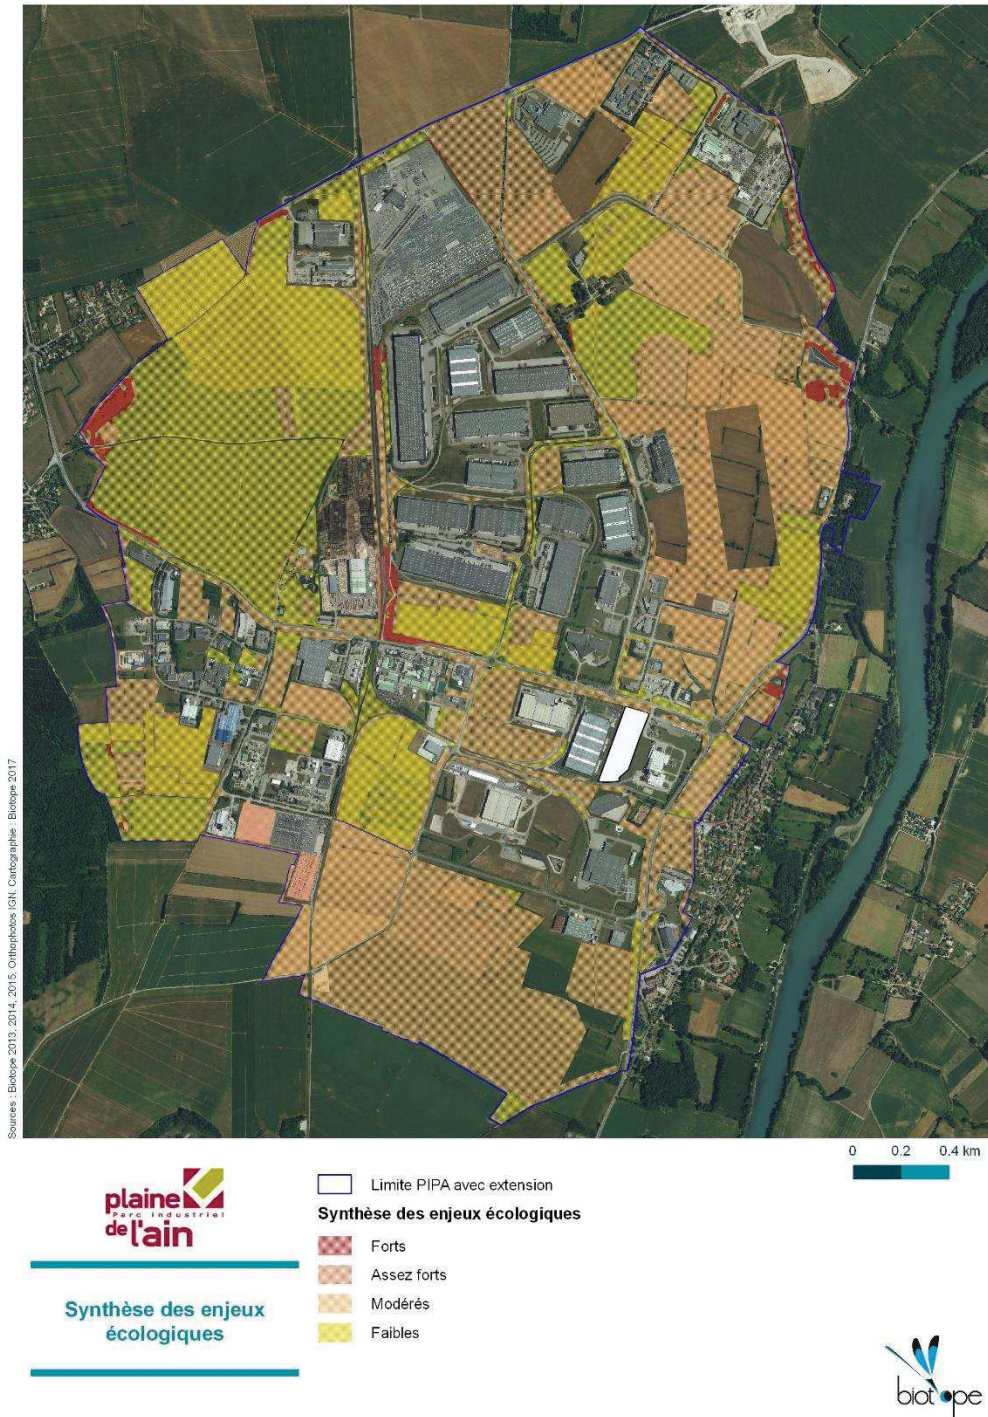 Sources : Biotope 2013, 2014, 2015, Orthophotos IGN. Cartographie : Biotope 2017
0 0.2 0.4 km
plaine
Parc Industriel
de l'ain
Synthèse des enjeux
écologiques
Limite PIPA avec extension
Synthèse des enjeux écologiques
Forts
Assez forts
Modérés
Faibles
biotope